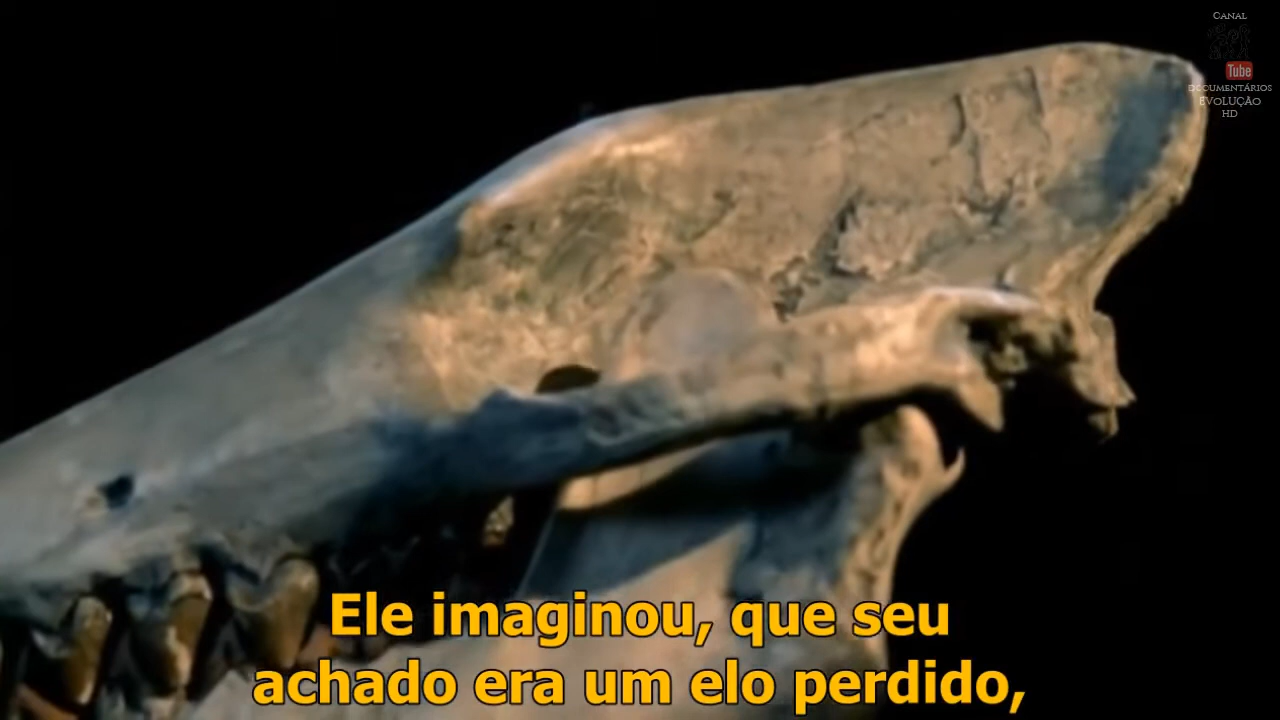 CANAL
Tube
DOCUMENTÁRIOS
EVOLUÇÃO
HD
Ele imaginou, que seu
achado era um elo perdido,